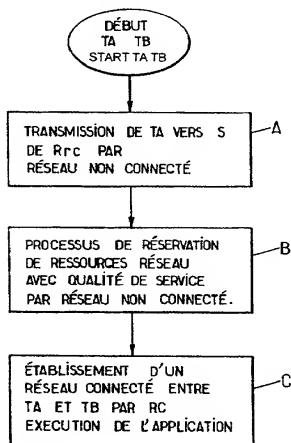 DÉBUT
TA TB
START TA TB
TRANSMISSION DE TA VERS S
DE Rrc PAR
RÉSEAU NON CONNECTÉ
A
PROCESSUS DE RÉSERVATION
DE RESSOURCES RÉSEAU
AVEC QUALITÉ DE SERVICE
PAR RÉSEAU NON CONNECTÉ.
B
ÉTABLISSEMENT D'UN
RÉSEAU CONNECTÉ ENTRE
TA ET TB PAR RC
EXECUTION DE L'APPLICATION
C